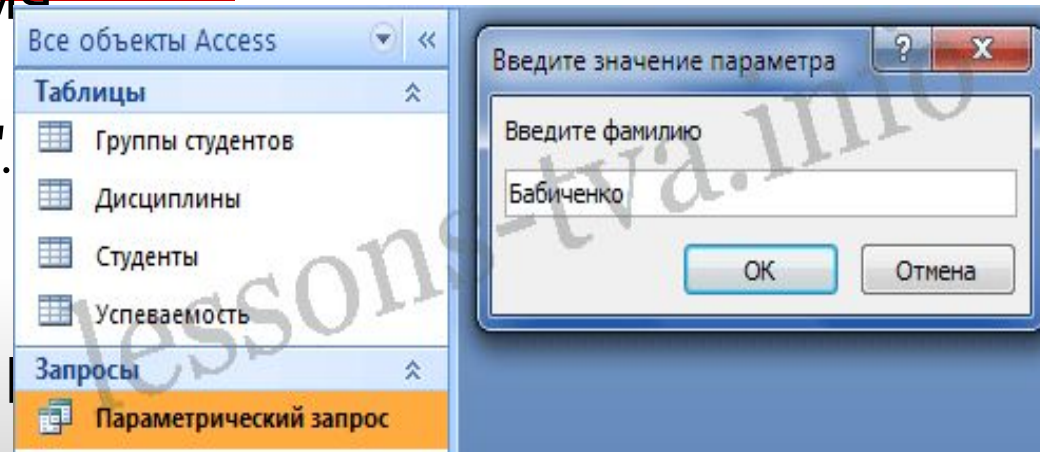 Все объекты Access
Таблицы
Группы студентов
Дисциплины
Студенты
Успеваемость
Запросы
Параметрический запрос
Введите значение параметра
Введите фамилию
Бабиченко
ОК
Отмена
lessons-tva.info